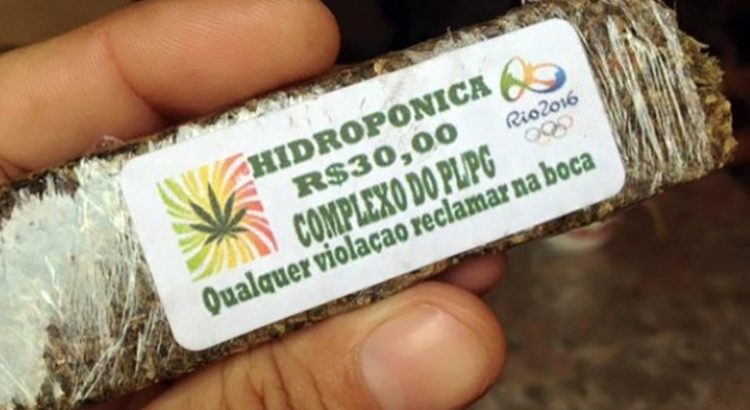 HIDROPONICA
R$30,00
COMPLEXO DO PL/PG
Qualquer violaçao reclamar na boca
Rio2016